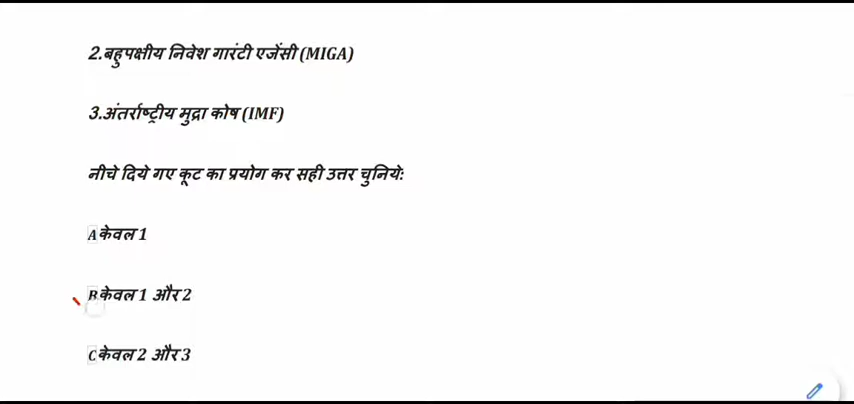 2.बहुपक्षीय निवेश गारंटी एजेंसी (MIGA)
3.अंतर्राष्ट्रीय मुद्रा कोष (IMF)
नीचे दिये गए कूट का प्रयोग कर सही उत्तर चुनिये:
A केवल 1
B केवल 1 और 2
C केवल 2 और 3